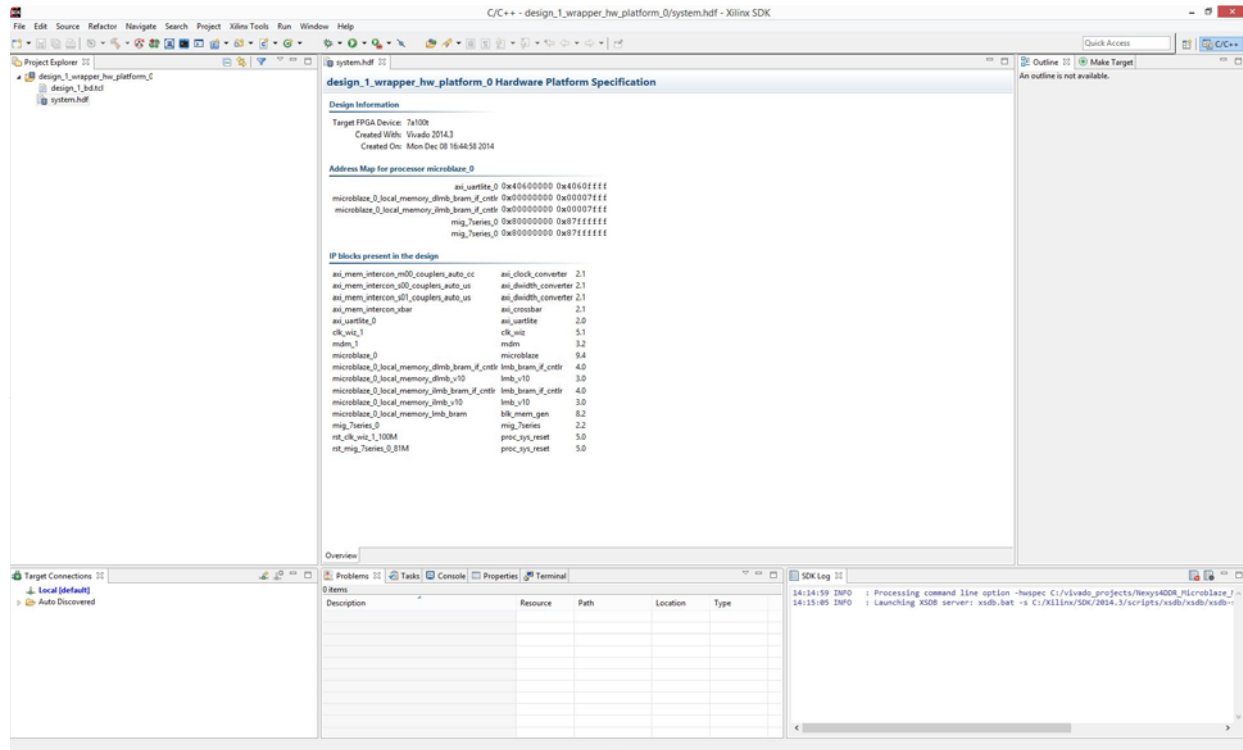 C/C++ - design_1_wrapper_hw_platform_0/system.hdf - Xilinx SDK
File Edit Source Refactor Navigate Search Project Xilinx Tools Run Window Help
Quick Access
C/C++
Project Explorer
design_1_wrapper_hw_platform_0
design_1_bd.tcl
system.hdf
system.hdf
design_1_wrapper_hw_platform_0 Hardware Platform Specification
Design Information
Target FPGA Device: 7a100t
Created With: Vivado 2014.3
Created On: Mon Dec 08 16:44:58 2014
Address Map for processor microblaze_0
axi_uartlite_0 0x40600000 0x4060ffff
microblaze_0_local_memory_dlmb_bram_if_cntlr 0x00000000 0x00007fff
microblaze_0_local_memory_ilmb_bram_if_cntlr 0x00000000 0x00007fff
mig_7series_0 0x80000000 0x87ffffff
mig_7series_0 0x80000000 0x87ffffff
IP blocks present in the design
axi_mem_intercon_m00_couplers_auto_cc axi_clock_converter 2.1
axi_mem_intercon_s00_couplers_auto_us axi_dwidth_converter 2.1
axi_mem_intercon_s01_couplers_auto_us axi_dwidth_converter 2.1
axi_mem_intercon_xbar axi_crossbar 2.1
axi_uartlite_0 axi_uartlite 2.0
clk_wiz_1 clk_wiz 5.1
mdm_1 mdm 3.2
microblaze_0 microblaze 9.4
microblaze_0_local_memory_dlmb_bram_if_cntlr lmb_bram_if_cntlr 4.0
microblaze_0_local_memory_dlmb_v10 lmb_v10 3.0
microblaze_0_local_memory_ilmb_bram_if_cntlr lmb_bram_if_cntlr 4.0
microblaze_0_local_memory_ilmb_v10 lmb_v10 3.0
microblaze_0_local_memory_lmb_bram blk_mem_gen 8.2
mig_7series_0 mig_7series 2.2
rst_clk_wiz_1_100M proc_sys_reset 5.0
rst_mig_7series_0_81M proc_sys_reset 5.0
Overview
Outline Make Target
An outline is not available.
Target Connections
Local [default]
Auto Discovered
Problems Tasks Console Properties Terminal
0 items
Description Resource Path Location Type
SDK Log
14:14:59 INFO : Processing command line option -hwspec C:/vivado_projects/Nexys4DDR_Microblaze_
14:15:05 INFO : Launching XSDB server: xsdb.bat -s C:/Xilinx/SDK/2014.3/scripts/xsdb/xsdb/xsdb-